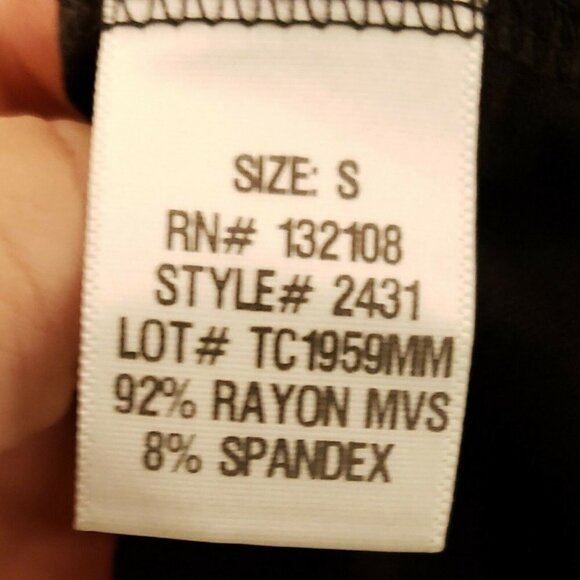 SIZE: S
RN# 132108
STYLE# 2431
LOT# TC1959MM
92% RAYON MVS
8% SPANDEX